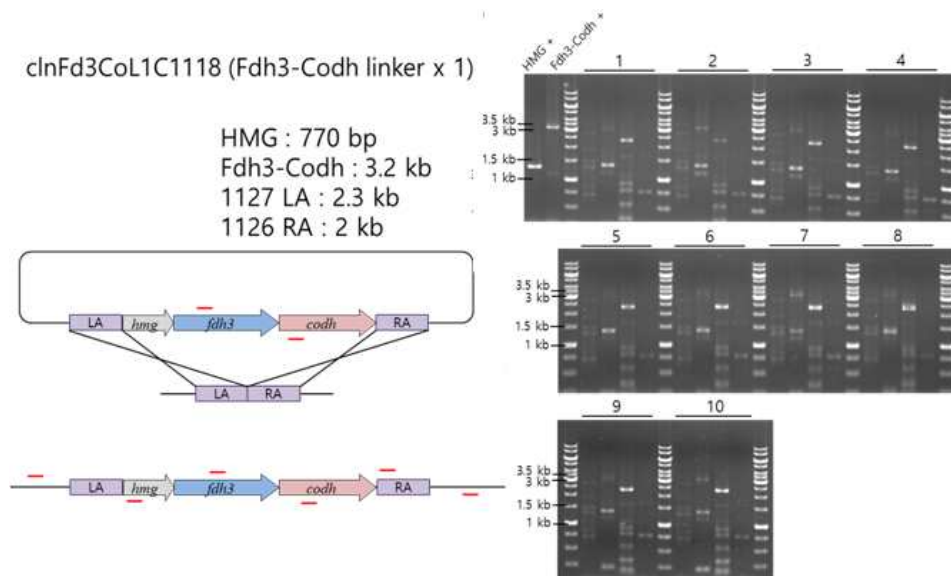 clnFd3CoL1C1118 (Fdh3-Codh linker x 1)
HMG : 770 bp
Fdh3-Codh : 3.2 kb
1127 LA : 2.3 kb
1126 RA : 2 kb
LA hmg fdh3 codh RA
LA RA
LA hmg fdh3 codh RA
HMG +
Fdh3-Codh +
1 2 3 4
3.5 kb
3 kb
1.5 kb
1 kb
5 6 7 8
3.5 kb
3 kb
1.5 kb
1 kb
9 10
3.5 kb
3 kb
1.5 kb
1 kb